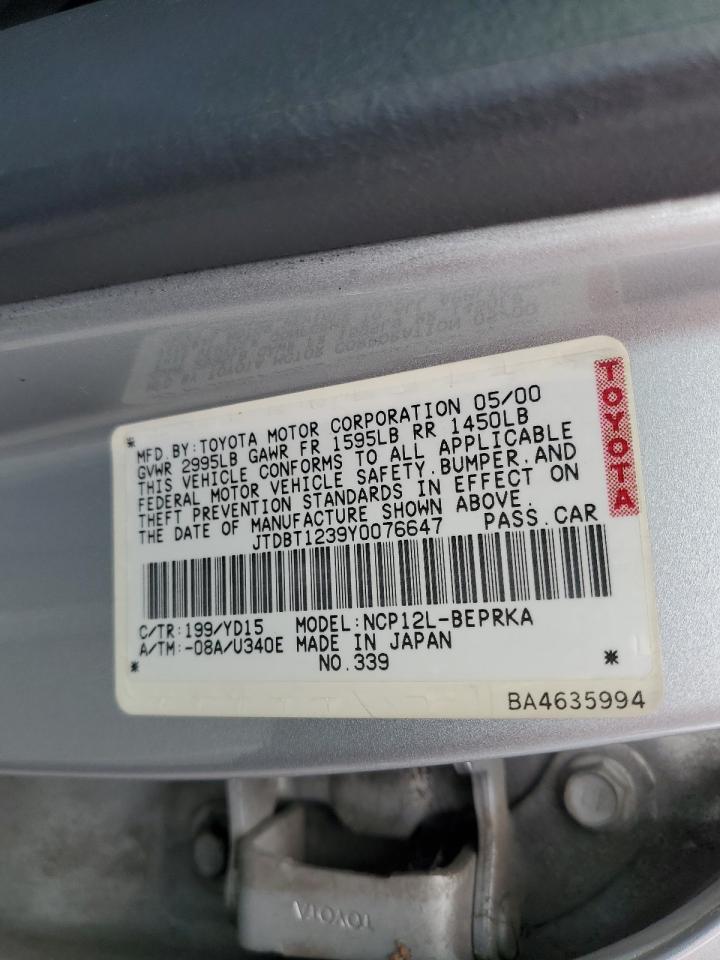 MFD.BY:TOYOTA MOTOR CORPORATION 05/00
GVWR 2995LB GAWR FR 1595LB RR 1450LB
THIS VEHICLE CONFORMS TO ALL APPLICABLE
FEDERAL MOTOR VEHICLE SAFETY,BUMPER,AND
THEFT PREVENTION STANDARDS IN EFFECT ON
THE DATE OF MANUFACTURE SHOWN ABOVE.
JTDBT1239Y0076647 PASS.CAR
C/TR:199/YD15 MODEL:NCP12L-BEPRKA
A/TM:-08A/U340E MADE IN JAPAN
NO.339
BA4635994
TOYOTA
TOYOTA